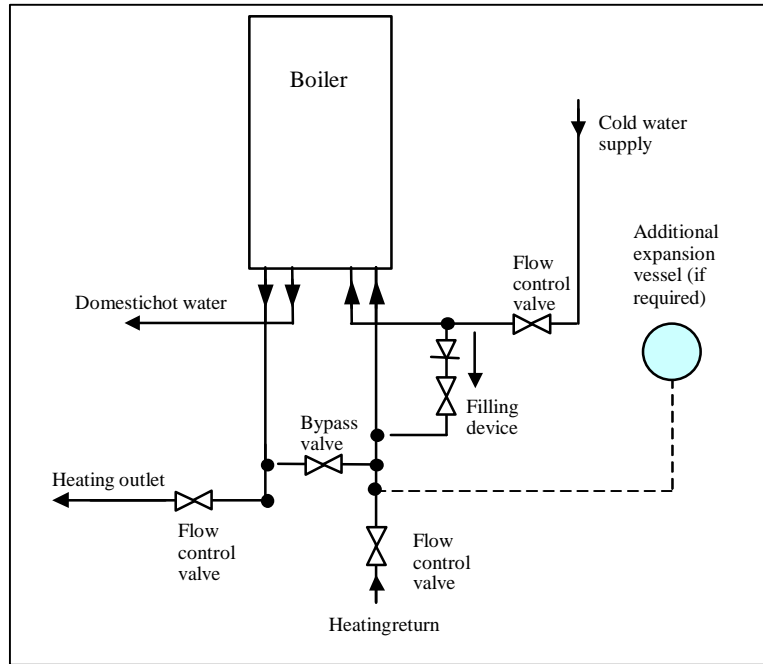 Boiler
Cold water
supply
Additional
expansion
vessel (if
required)
Flow
control
valve
Domestichot water
Filling
device
Bypass
valve
Heating outlet
Flow
control
valve
Flow
control
valve
Heatingreturn